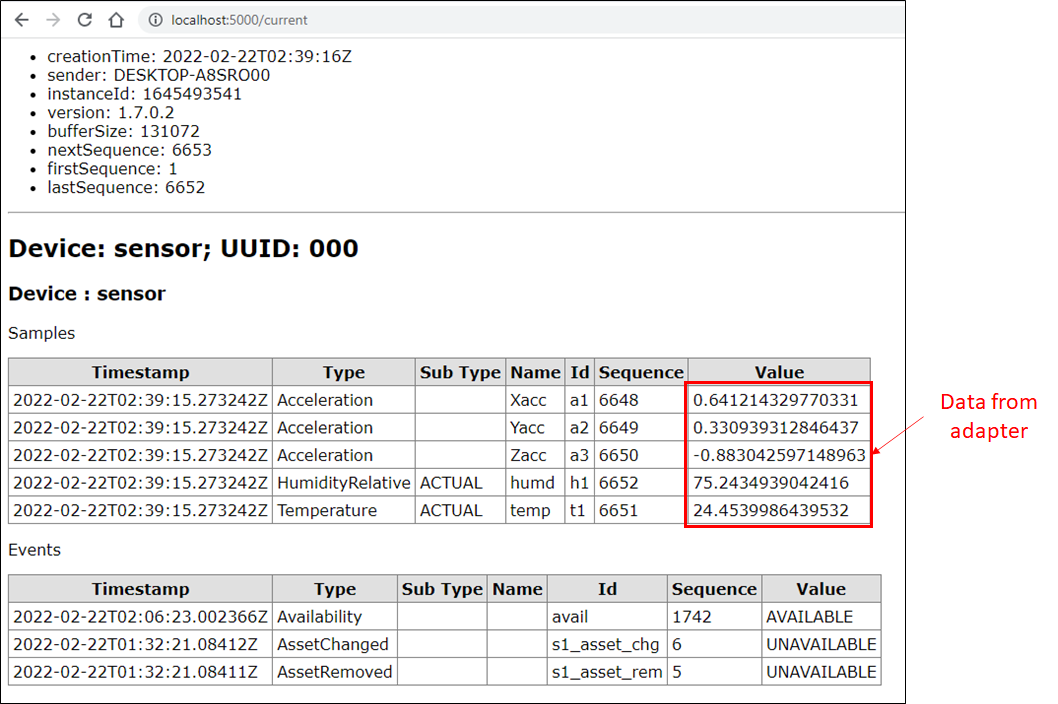 localhost:5000/current
creationTime: 2022-02-22T02:39:16Z
sender: DESKTOP-A8SRO00
instanceId: 1645493541
version: 1.7.0.2
bufferSize: 131072
nextSequence: 6653
firstSequence: 1
lastSequence: 6652
Device: sensor; UUID: 000
Device : sensor
Samples
Timestamp Type Sub Type Name Id Sequence Value
2022-02-22T02:39:15.273242Z Acceleration Xacc a1 6648 0.641214329770331
2022-02-22T02:39:15.273242Z Acceleration Yacc a2 6649 0.330939312846437
2022-02-22T02:39:15.273242Z Acceleration Zacc a3 6650 -0.883042597148963
2022-02-22T02:39:15.273242Z HumidityRelative ACTUAL humd h1 6652 75.2434939042416
2022-02-22T02:39:15.273242Z Temperature ACTUAL temp t1 6651 24.4539986439532
Data from
adapter
Events
Timestamp Type Sub Type Name Id Sequence Value
2022-02-22T02:06:23.002366Z Availability avail 1742 AVAILABLE
2022-02-22T01:32:21.08412Z AssetChanged s1_asset_chg 6 UNAVAILABLE
2022-02-22T01:32:21.08411Z AssetRemoved s1_asset_rem 5 UNAVAILABLE